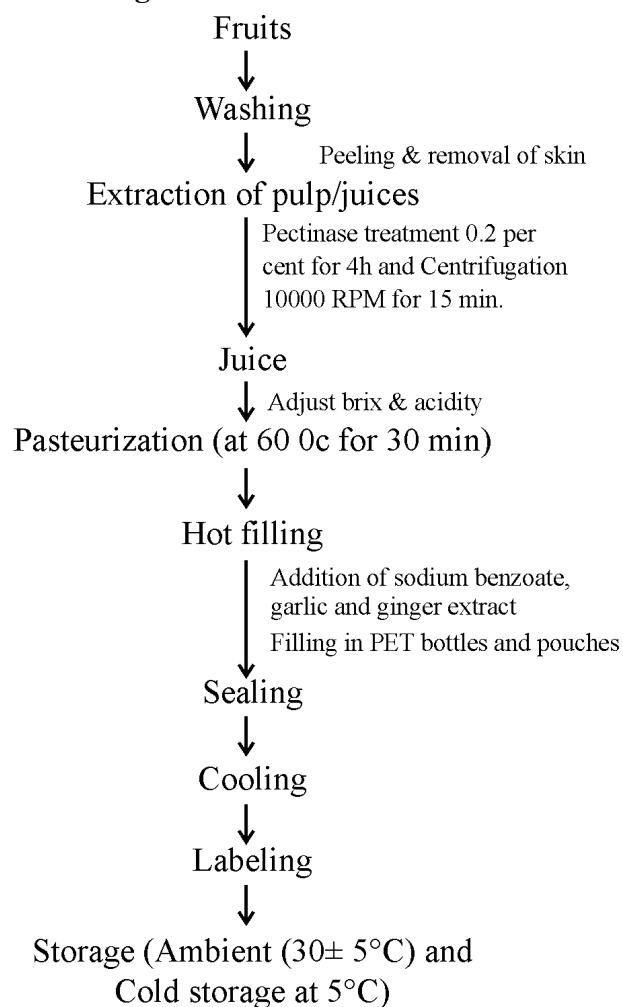 Fruits
Washing
Peeling & removal of skin
Extraction of pulp/juices
Pectinase treatment 0.2 per
cent for 4h and Centrifugation
10000 RPM for 15 min.
Juice
Adjust brix & acidity
Pasteurization (at 60 0c for 30 min)
Hot filling
Addition of sodium benzoate,
garlic and ginger extract
Filling in PET bottles and pouches
Sealing
Cooling
Labeling
Storage (Ambient (30± 5°C) and
Cold storage at 5°C)